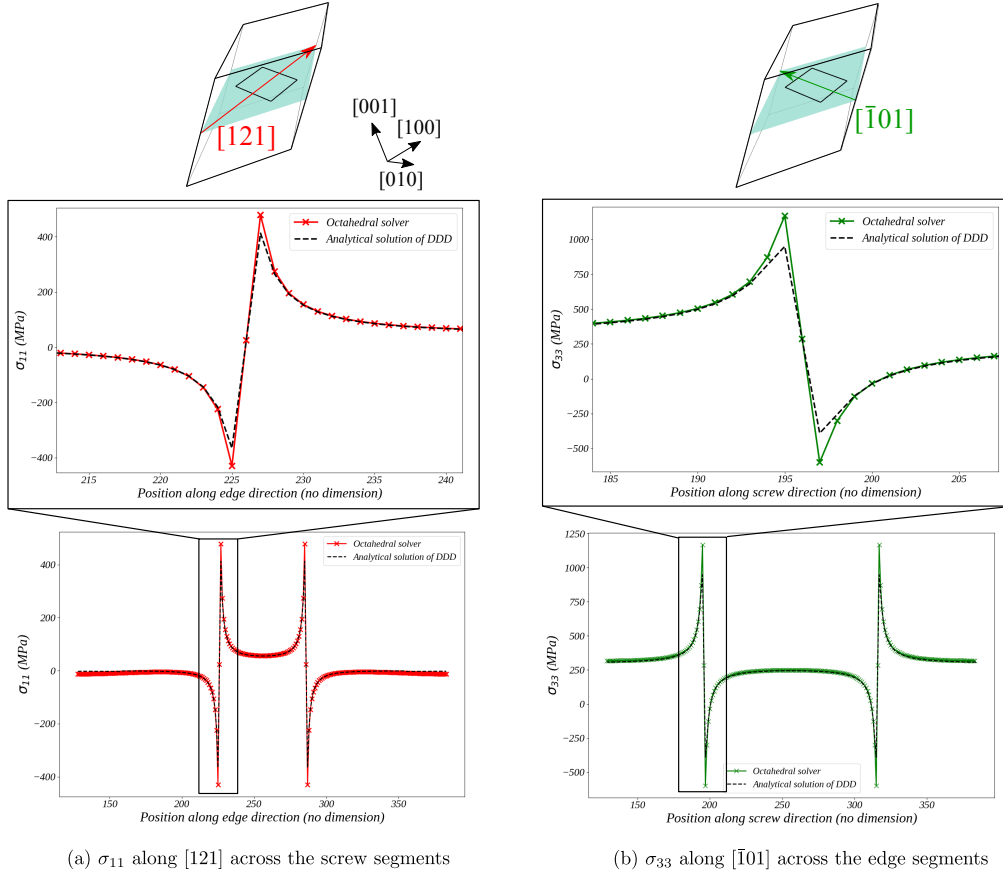 [121]
[001]
[100]
[010]
[1̄01]
400
200
0
−200
−400
σ11 (MPa)
Octahedral solver
Analytical solution of DDD
215
220
225
230
235
240
Position along edge direction (no dimension)
1000
750
500
250
0
−250
−500
σ33 (MPa)
Octahedral solver
Analytical solution of DDD
185
190
195
200
205
Position along screw direction (no dimension)
400
200
0
−200
−400
σ11 (MPa)
Octahedral solver
Analytical solution of DDD
150
200
250
300
350
Position along edge direction (no dimension)
1250
1000
750
500
250
0
−250
−500
σ33 (MPa)
Octahedral solver
Analytical solution of DDD
150
200
250
300
350
Position along screw direction (no dimension)
(a) σ11 along [121] across the screw segments
(b) σ33 along [1̄01] across the edge segments